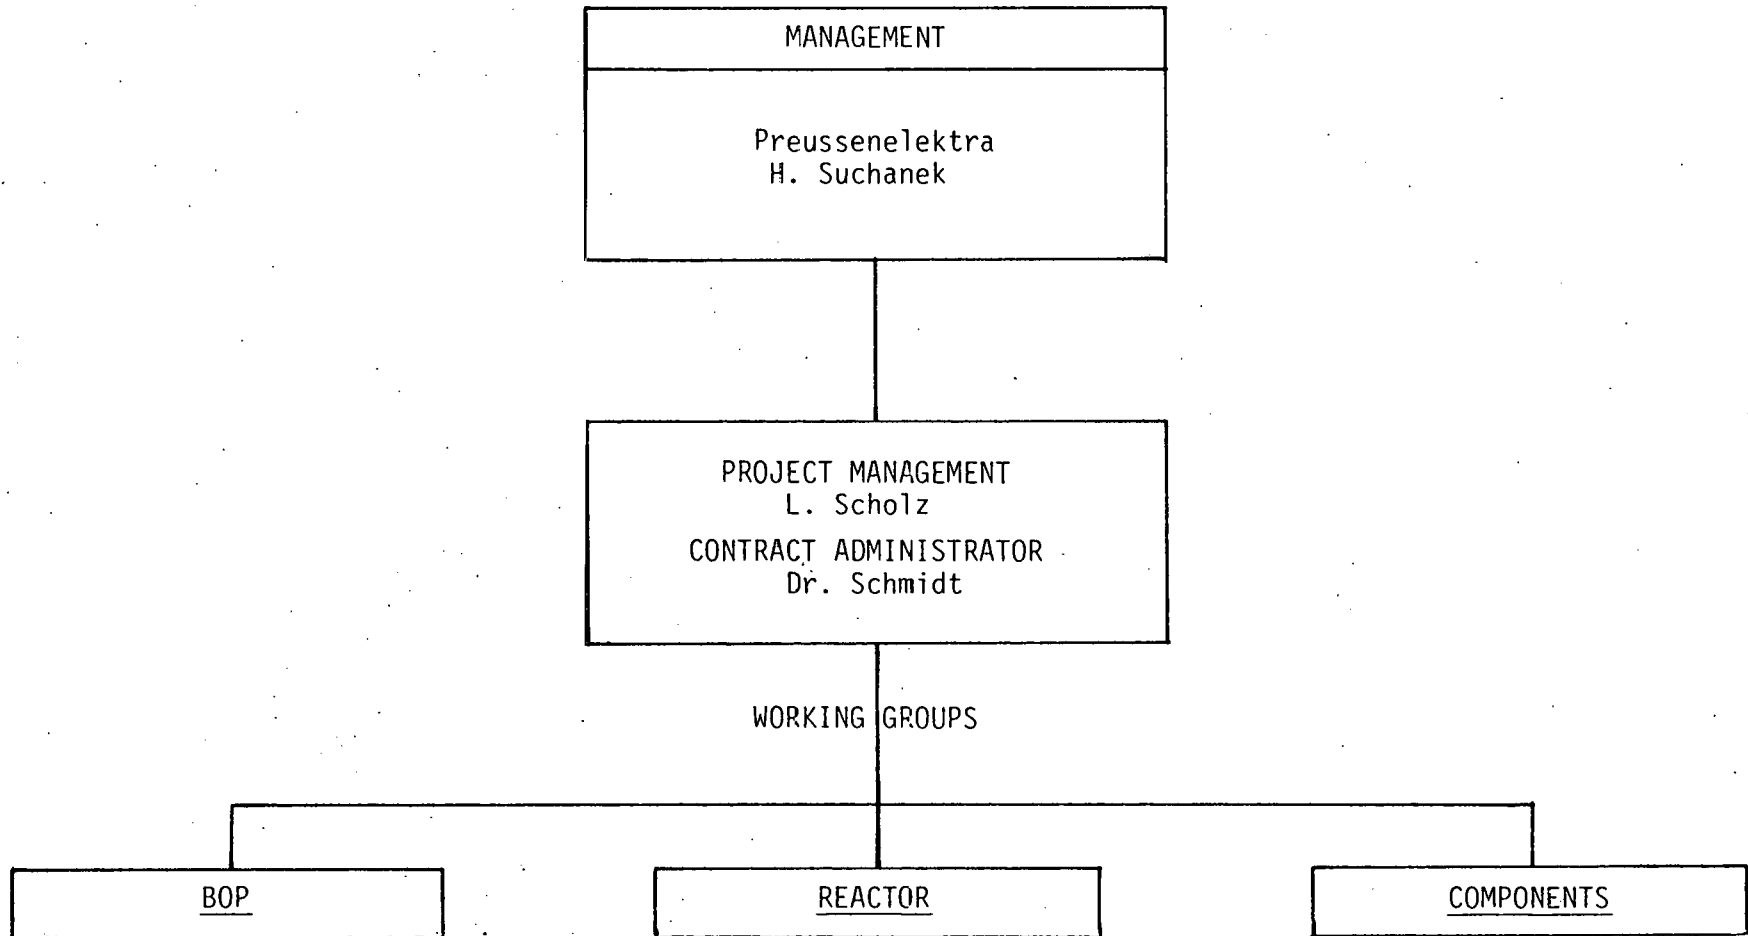 MANAGEMENT
Preussenelektra
H. Suchanek
PROJECT MANAGEMENT
L. Scholz
CONTRACT ADMINISTRATOR
Dr. Schmidt
WORKING GROUPS
BOP
REACTOR
COMPONENTS